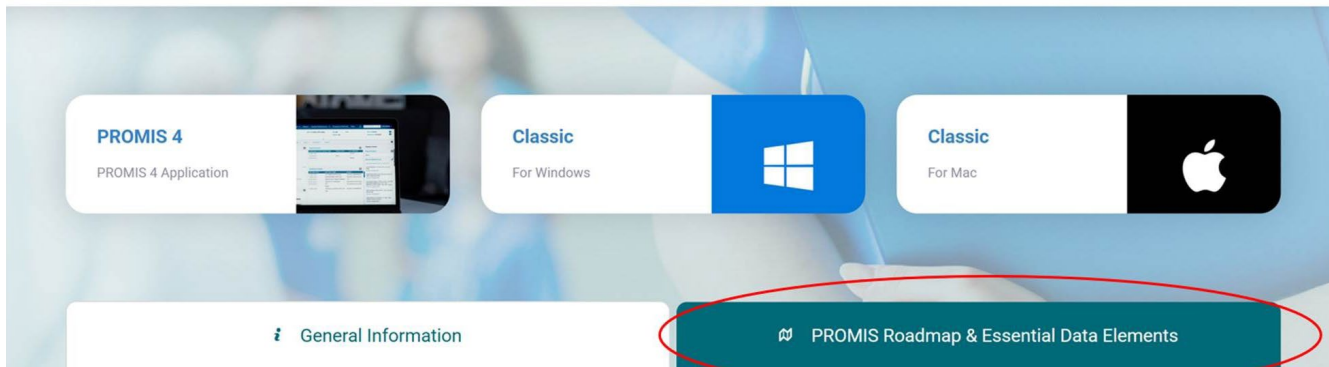 PROMIS 4
PROMIS 4 Application
Classic
For Windows
Classic
For Mac
General Information
PROMIS Roadmap & Essential Data Elements